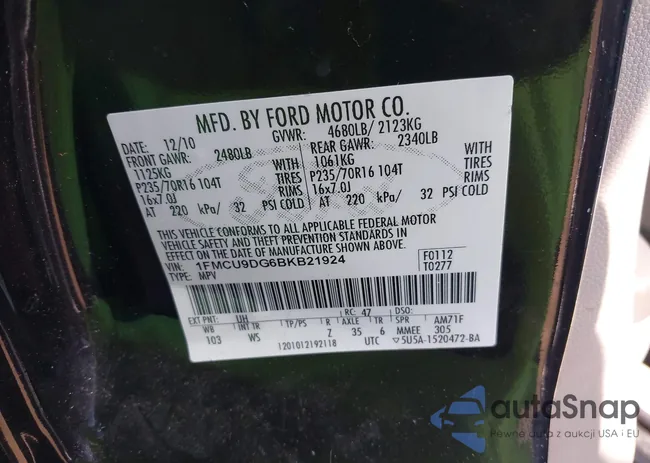 MFD. BY FORD MOTOR CO.
DATE: 12/10 GVWR: 4680LB/ 2123KG
FRONT GAWR: 2480LB REAR GAWR: 2340LB
1125KG WITH 1061KG WITH
P235/70R16 104T TIRES P235/70R16 104T TIRES
16x7.0J RIMS 16x7.0J RIMS
AT 220 kPa/ 32 PSI COLD AT 220 kPa/ 32 PSI COLD
THIS VEHICLE CONFORMS TO ALL APPLICABLE FEDERAL MOTOR
VEHICLE SAFETY AND THEFT PREVENTION STANDARDS IN
EFFECT ON THE DATE OF MANUFACTURE SHOWN ABOVE.
VIN: 1FMCU9DG6BKB21924 F0112
TYPE: MPV T0277
EXT PNT: UH RC: 47 DSO:
WB INT TR TP/PS R AXLE TR SPR AM71F
103 WS Z 35 6 MMEE 305
1201012192118 UTC ▽5U5A-1520472-BA
autoSnap
Pewne auta z aukcji USA i EU